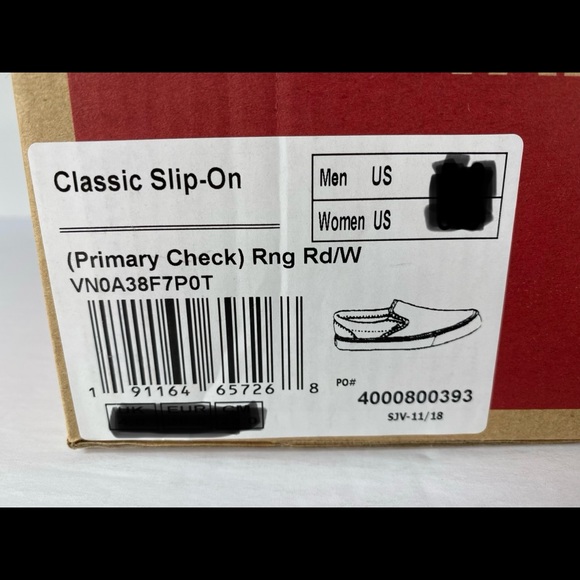 Classic Slip-On
Men US
Women US
(Primary Check) Rng Rd/W
VN0A38F7P0T
1 91164 65726 8
PO# 4000800393
SJV-11/18